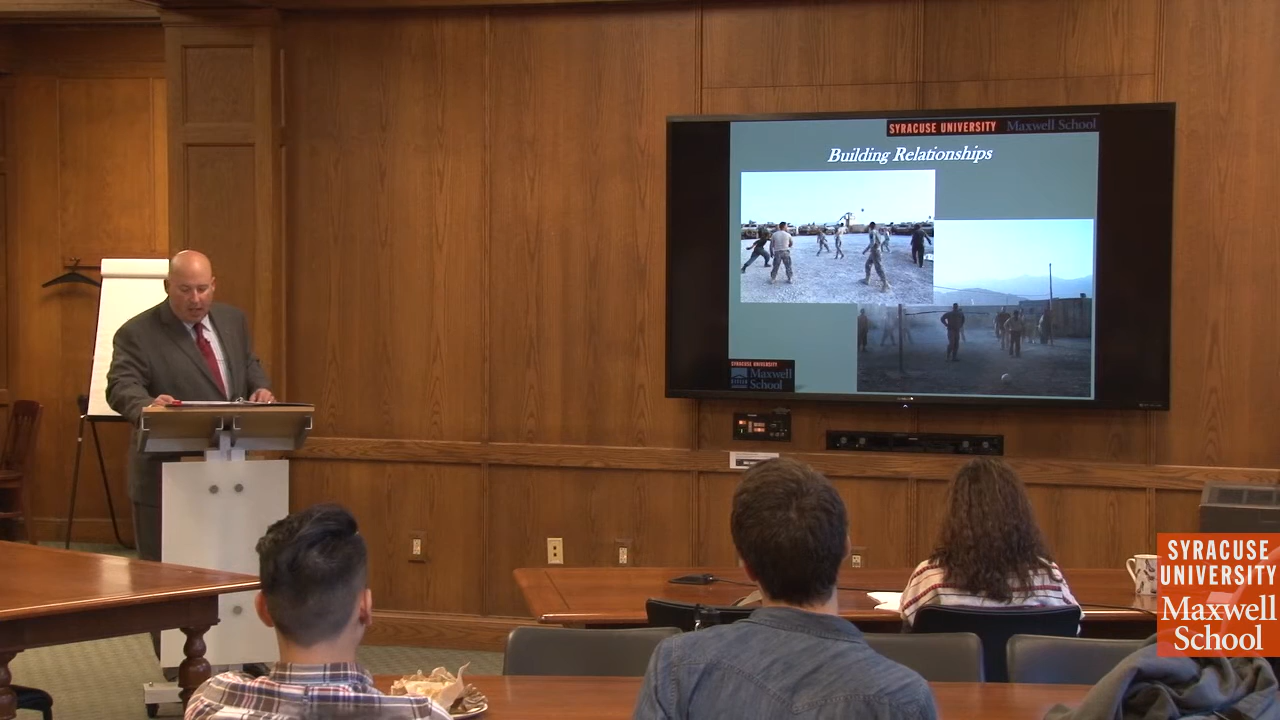 SYRACUSE UNIVERSITY Maxwell School
Building Relationships
SYRACUSE UNIVERSITY
Maxwell
School
SYRACUSE
UNIVERSITY
Maxwell
School